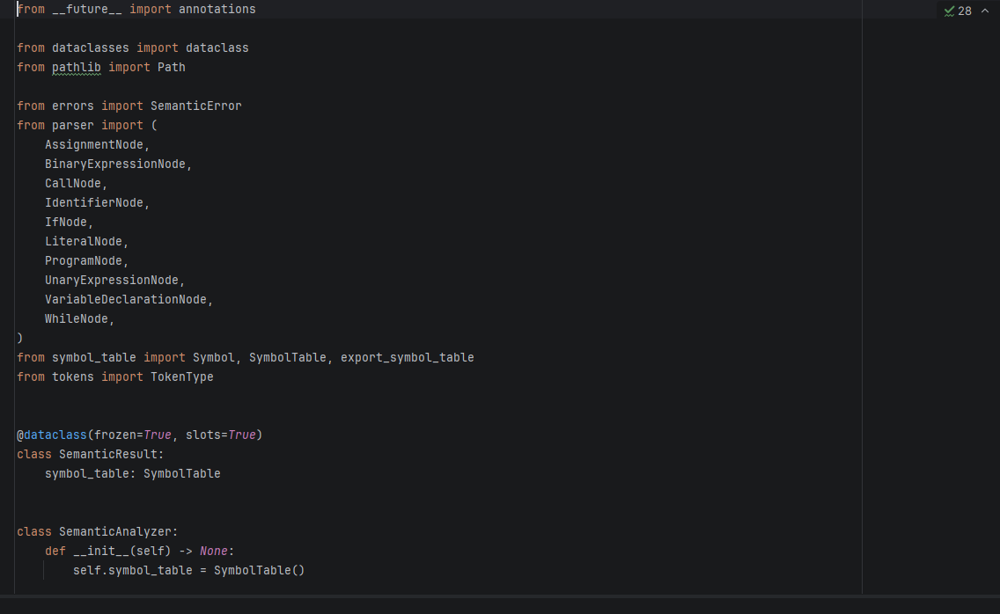 from __future__ import annotations
28
from dataclasses import dataclass
from pathlib import Path
from errors import SemanticError
from parser import (
    AssignmentNode,
    BinaryExpressionNode,
    CallNode,
    IdentifierNode,
    IfNode,
    LiteralNode,
    ProgramNode,
    UnaryExpressionNode,
    VariableDeclarationNode,
    WhileNode,
)
from symbol_table import Symbol, SymbolTable, export_symbol_table
from tokens import TokenType
@dataclass(frozen=True, slots=True)
class SemanticResult:
    symbol_table: SymbolTable
class SemanticAnalyzer:
    def __init__(self) -> None:
        self.symbol_table = SymbolTable()